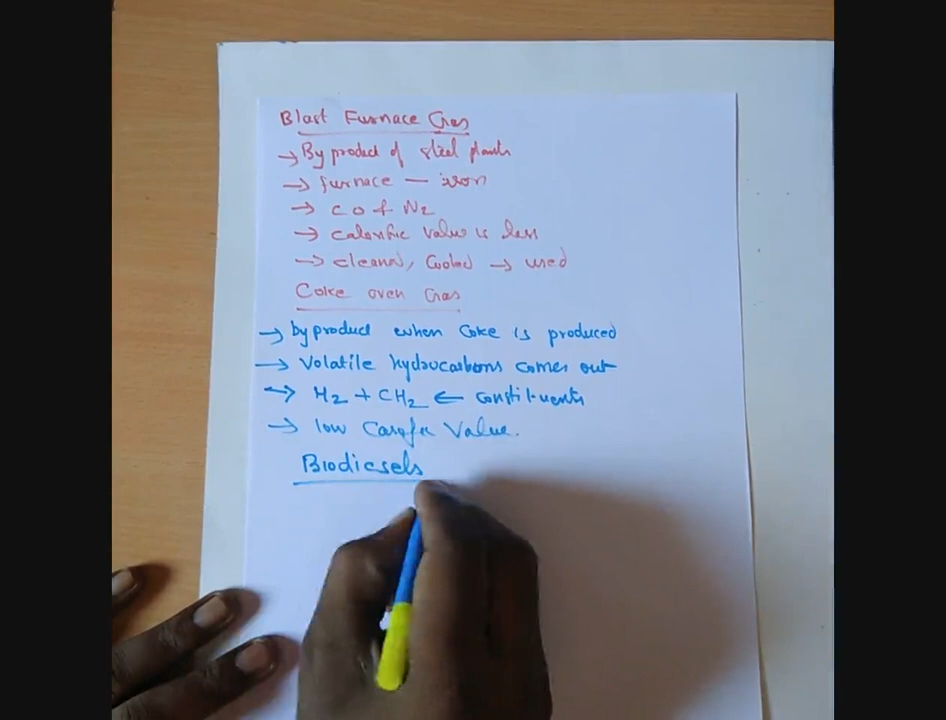 Blast Furnace Gas
→ By product of steel plants
→ furnace — iron
→ CO & N2
→ calorific value is less
→ cleaned, Cooled → used
Coke oven Gas
→ by product when Coke is produced
→ Volatile hydrocarbons comes out
→ H2 + CH2 ← constituents
→ low Value.
Biodiesels